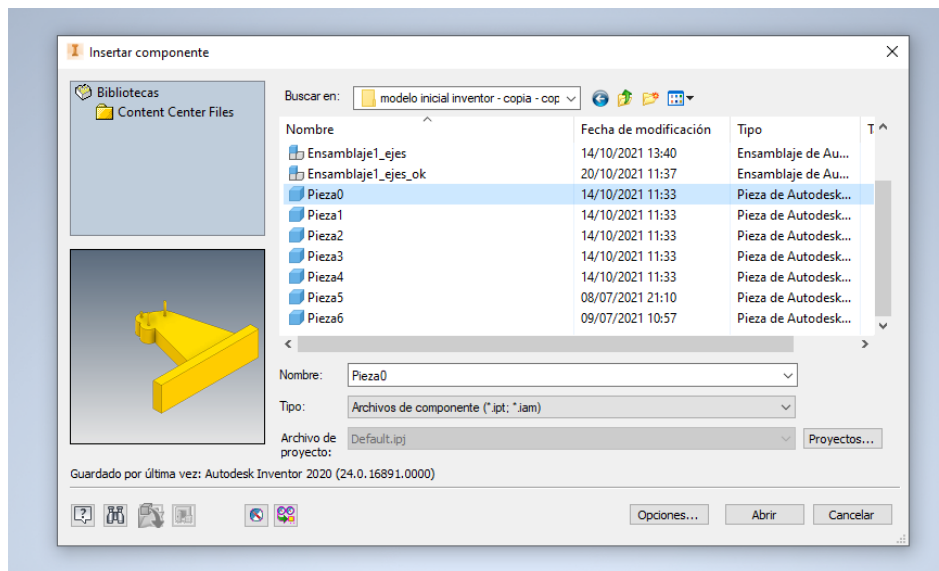 Insertar componente
Bibliotecas
Content Center Files
Buscar en: modelo inicial inventor - copia - cop
Nombre Fecha de modificación Tipo T
Ensamblaje1_ejes 14/10/2021 13:40 Ensamblaje de Au...
Ensamblaje1_ejes_ok 20/10/2021 11:37 Ensamblaje de Au...
Pieza0 14/10/2021 11:33 Pieza de Autodesk...
Pieza1 14/10/2021 11:33 Pieza de Autodesk...
Pieza2 14/10/2021 11:33 Pieza de Autodesk...
Pieza3 14/10/2021 11:33 Pieza de Autodesk...
Pieza4 14/10/2021 11:33 Pieza de Autodesk...
Pieza5 08/07/2021 21:10 Pieza de Autodesk...
Pieza6 09/07/2021 10:57 Pieza de Autodesk...
Nombre: Pieza0
Tipo: Archivos de componente (*.ipt; *.iam)
Archivo de proyecto: Default.ipj Proyectos...
Guardado por última vez: Autodesk Inventor 2020 (24.0.16891.0000)
Opciones... Abrir Cancelar